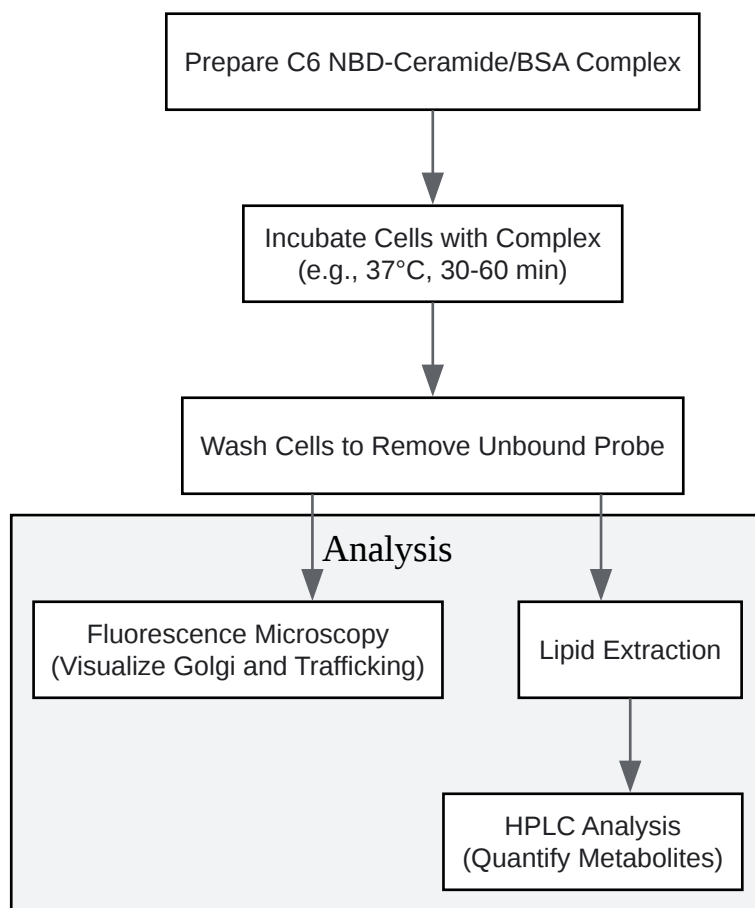 Prepare C6 NBD-Ceramide/BSA Complex
Incubate Cells with Complex
(e.g., 37°C, 30-60 min)
Wash Cells to Remove Unbound Probe
Analysis
Fluorescence Microscopy
(Visualize Golgi and Trafficking)
Lipid Extraction
HPLC Analysis
(Quantify Metabolites)